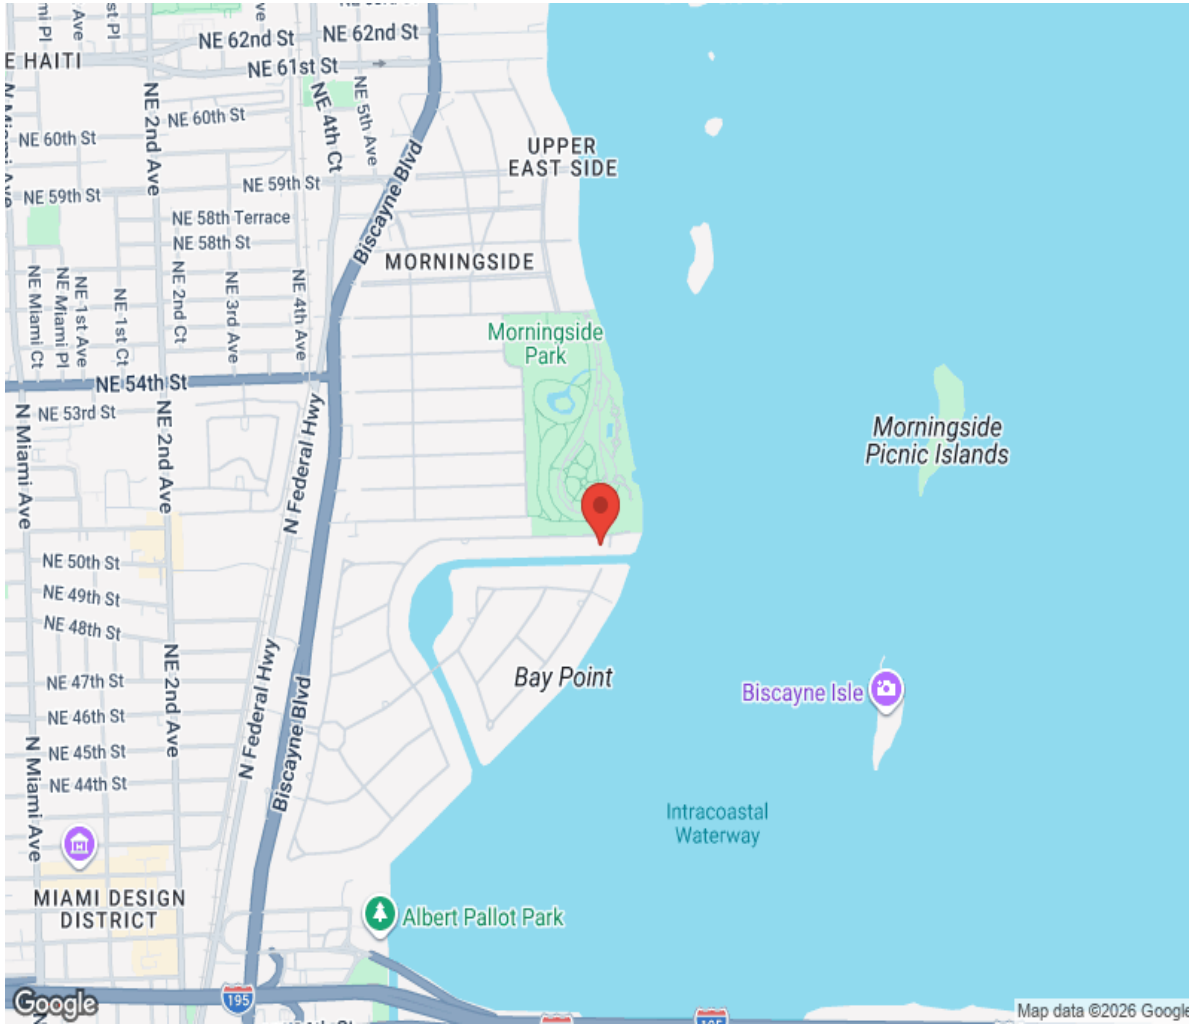 NE 62nd St
NE 62nd St
E HAITI
NE 61st St
NE 60th St
NE 60th St
NE 2nd Ave
NE 4th Ct
NE 5th Ave
UPPER
EAST SIDE
NE 59th St
NE 59th St
Biscayne Blvd
NE 58th Terrace
NE 58th St
MORNINGSIDE
NE Miami Ct
NE Miami Pl
NE 1st Ave
NE 1st Ct
NE 2nd Ct
NE 3rd Ave
NE 4th Ave
Morningside
Park
NE 54th St
NE 53rd St
N Miami Ave
NE 2nd Ave
N Federal Hwy
Morningside
Picnic Islands
NE 50th St
NE 49th St
NE 48th St
NE 47th St
NE 46th St
NE 45th St
NE 44th St
NE 2nd Ave
N Federal Hwy
Biscayne Blvd
N Miami Ave
Bay Point
Biscayne Isle
Intracoastal
Waterway
MIAMI DESIGN
DISTRICT
Albert Pallot Park
195
Google
Map data ©2026 Google